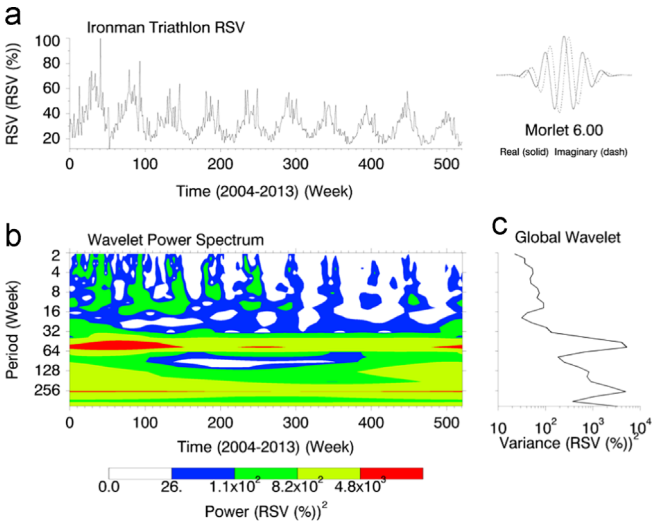 a
Ironman Triathlon RSV
RSV (RSV (%))
100
80
60
40
20
0 100 200 300 400 500
Time (2004-2013) (Week)
Morlet 6.00
Real (solid) Imaginary (dash)
b
Wavelet Power Spectrum
Period (Week)
2
4
8
16
32
64
128
256
0 100 200 300 400 500
Time (2004-2013) (Week)
0.0 26. 1.1x10² 8.2x10² 4.8x10³
Power (RSV (%))²
c
Global Wavelet
10 10² 10³ 10⁴
Variance (RSV (%))²